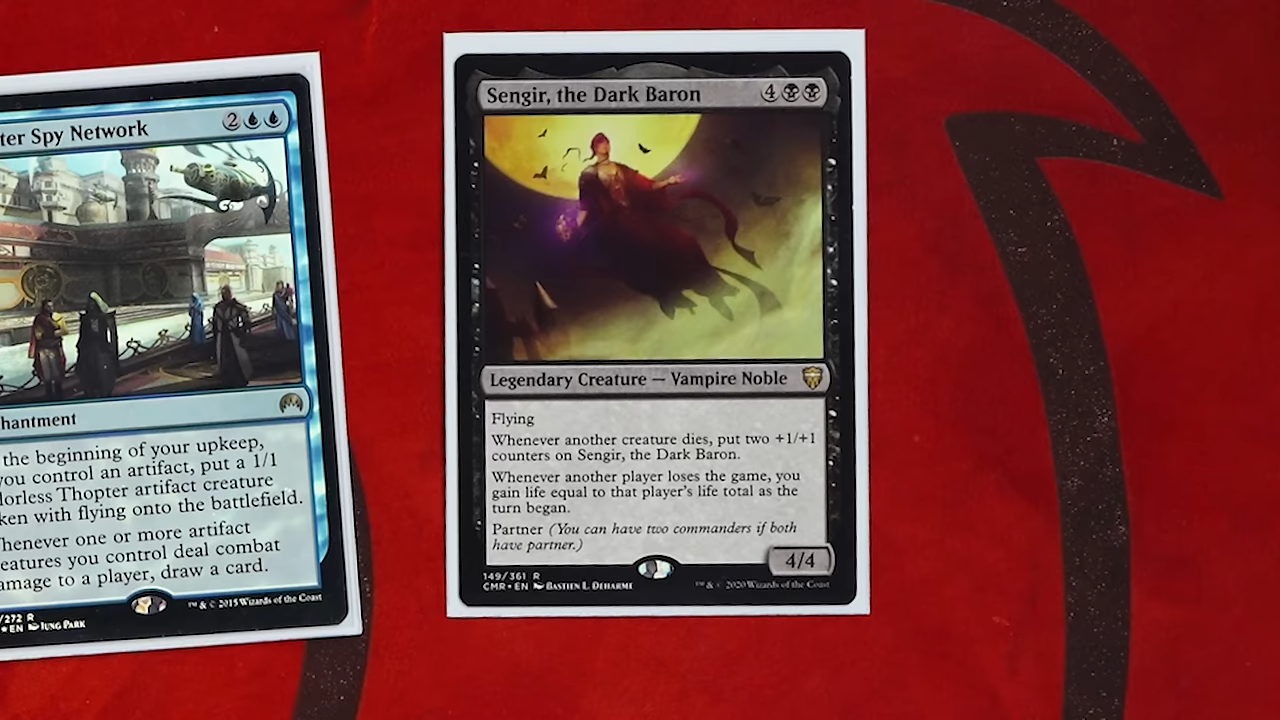 ter Spy Network 2
hantment
the beginning of your upkeep,
you control an artifact, put a 1/1
lorless Thopter artifact creature
ken with flying onto the battlefield.
henever one or more artifact
eatures you control deal combat
amage to a player, draw a card.
™ & © 2015 Wizards of the Coast
/272 R
EN JUNG PARK
Sengir, the Dark Baron 4
Legendary Creature — Vampire Noble
Flying
Whenever another creature dies, put two +1/+1
counters on Sengir, the Dark Baron.
Whenever another player loses the game, you
gain life equal to that player's life total as the
turn began.
Partner (You can have two commanders if both
have partner.)
4/4
149/361 R
CMR • EN BASTIEN L. DEHARME
™ & © 2020 Wizards of the Coast